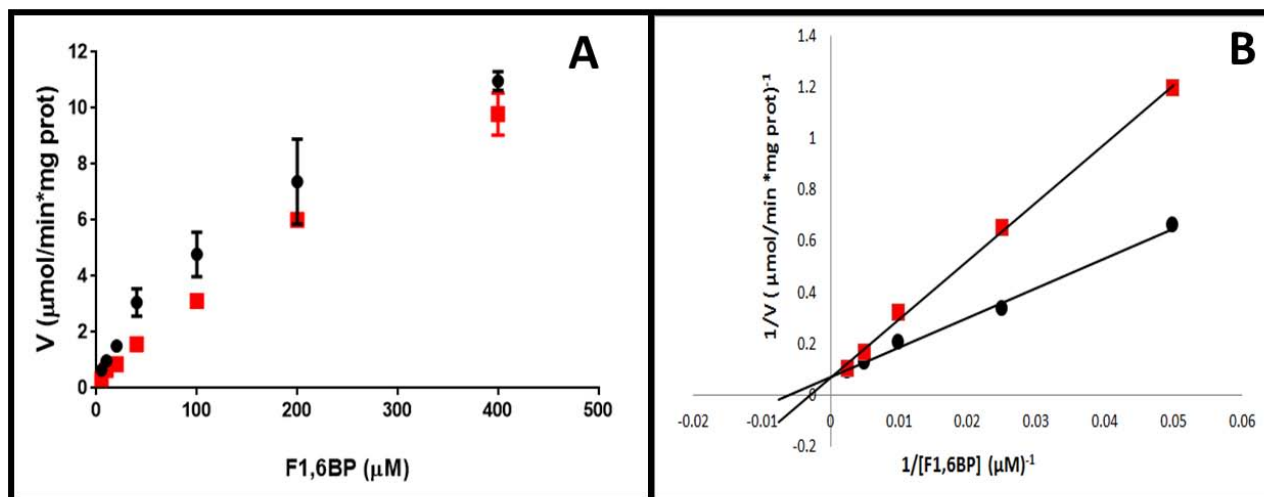 A
V (μmol/min*mg prot)
12
10
8
6
4
2
0
0 100 200 300 400 500
F1,6BP (μM)
B
1/V ( μmol/min *mg prot)-1
1.4
1.2
1
0.8
0.6
0.4
0.2
0
-0.2
-0.02 -0.01 0 0.01 0.02 0.03 0.04 0.05 0.06
1/[F1,6BP] (μM)-1